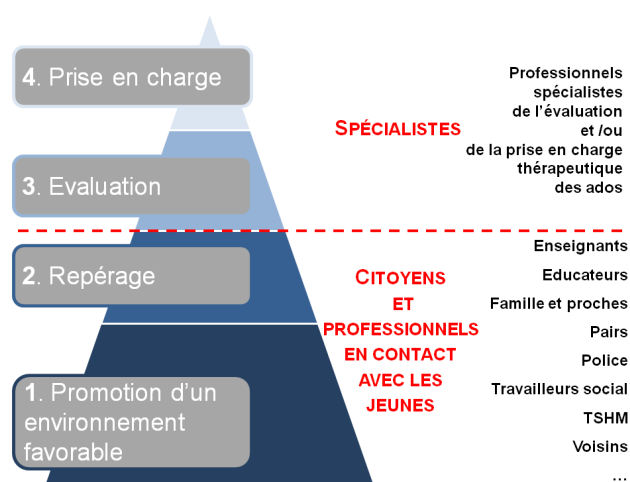 4. Prise en charge
3. Evaluation
2. Repérage
1. Promotion d'un
environnement
favorable
SPÉCIALISTES
CITOYENS
ET
PROFESSIONNELS
EN CONTACT
AVEC LES
JEUNES
Professionnels
spécialistes
de l'évaluation
et /ou
de la prise en charge
thérapeutique
des ados
Enseignants
Educateurs
Famille et proches
Pairs
Police
Travailleurs social
TSHM
Voisins
...